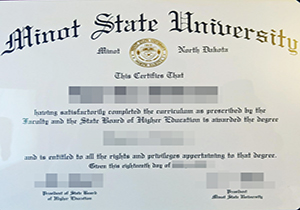 Minot State University
Minot North Dakota
This Certifies That
having satisfactorily completed the curriculum as prescribed by the
Faculty and the State Board of Higher Education is awarded the degree
and is entitled to all the rights and privileges appertaining to that degree.
Given this eighteenth day of
President of State Board
of Higher Education
President
Minot State University